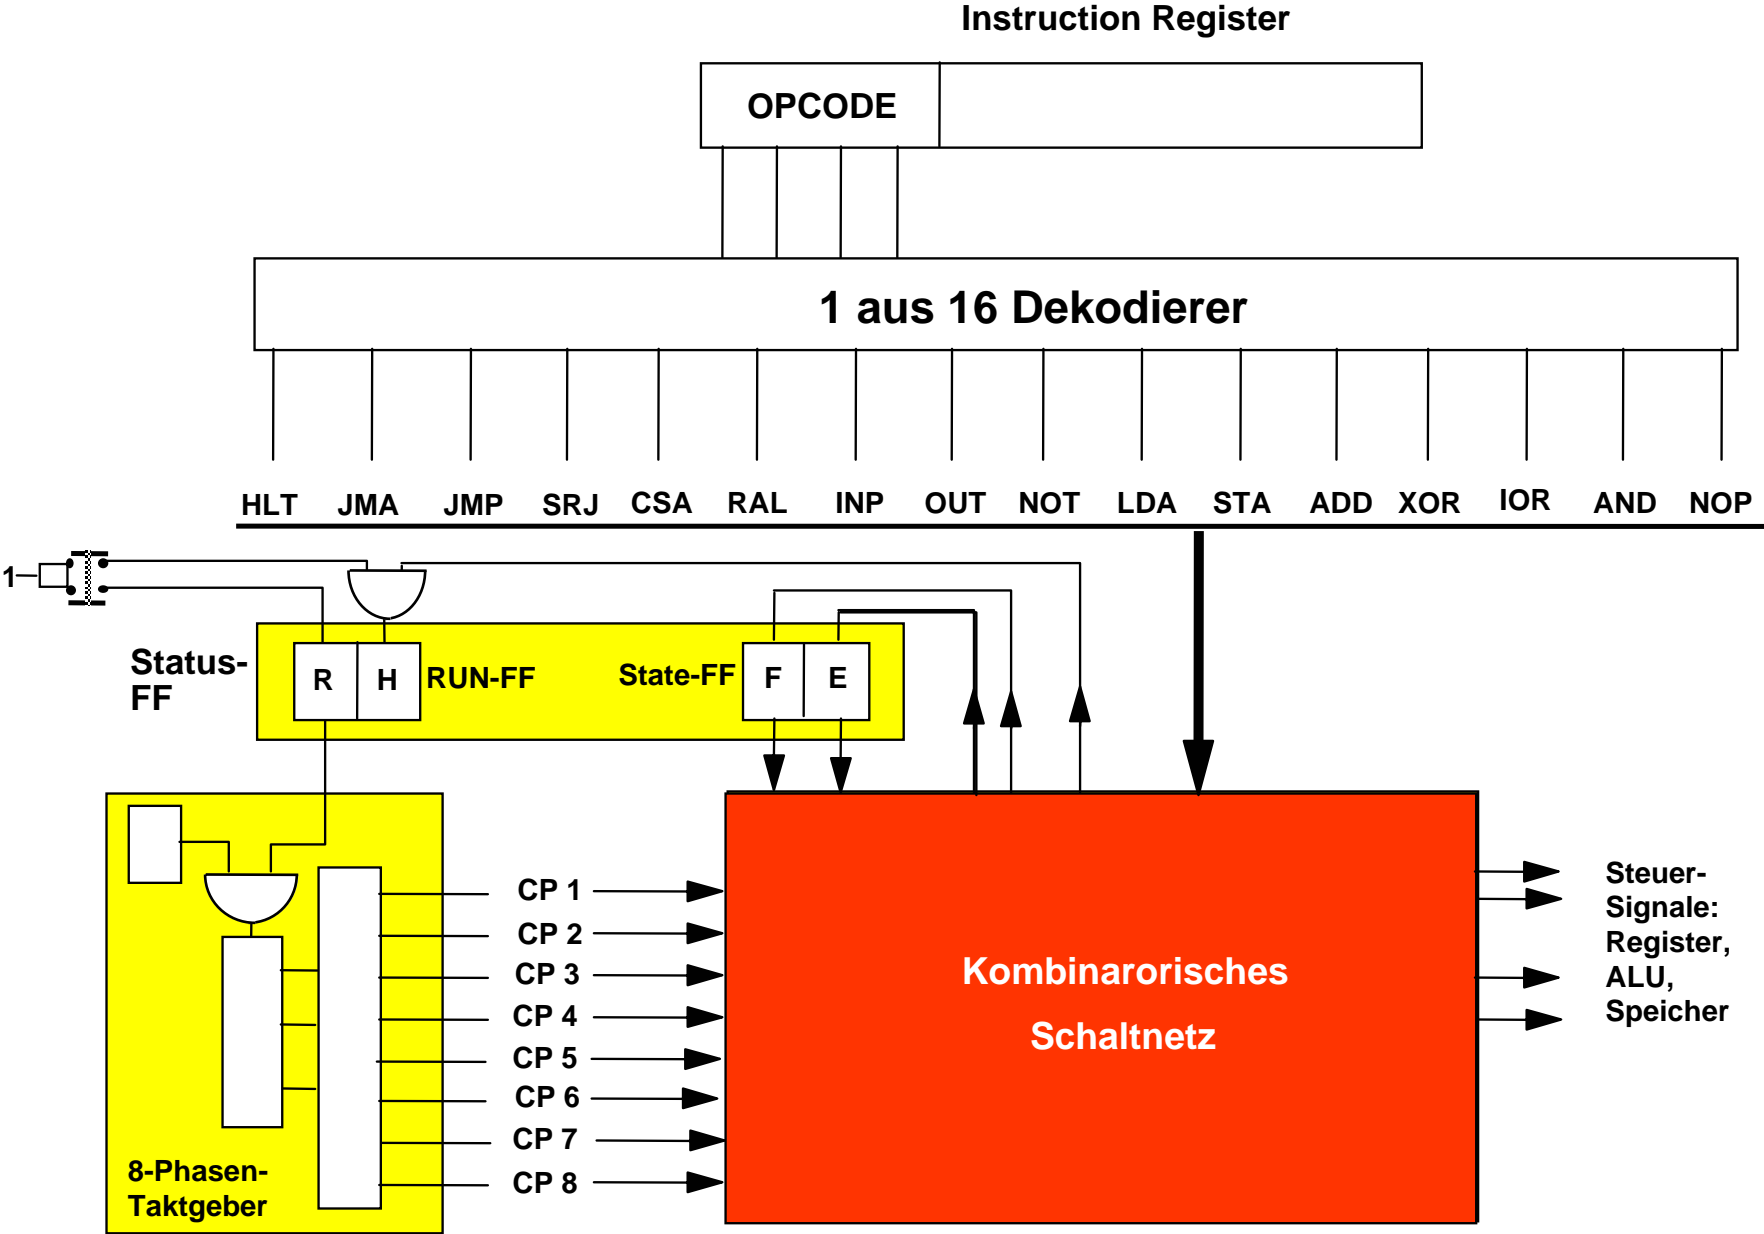 Instruction Register
OPCODE
1 aus 16 Dekodierer
HLT JMA JMP SRJ CSA RAL INP OUT NOT LDA STA ADD XOR IOR AND NOP
1
Status-
FF
R H RUN-FF State-FF F E
CP 1
CP 2
CP 3
CP 4
CP 5
CP 6
CP 7
CP 8
8-Phasen-
Taktgeber
Kombinarorisches
Schaltnetz
Steuer-
Signale:
Register,
ALU,
Speicher